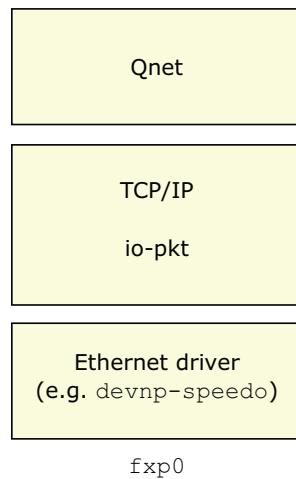 Qnet
TCP/IP
io-pkt
Ethernet driver
(e.g. devnp-speedo)
fxp0